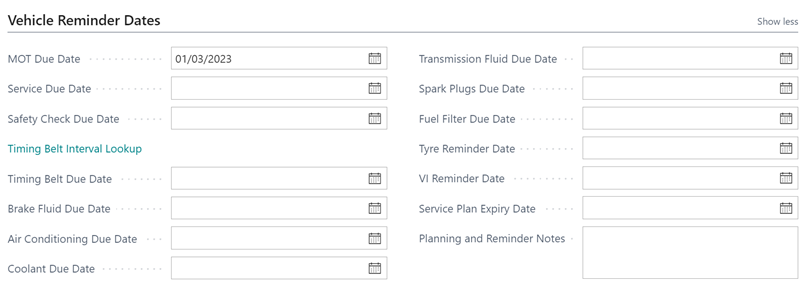 Vehicle Reminder Dates
Show less
MOT Due Date 01/03/2023
Service Due Date
Safety Check Due Date
Timing Belt Interval Lookup
Timing Belt Due Date
Brake Fluid Due Date
Air Conditioning Due Date
Coolant Due Date
Transmission Fluid Due Date
Spark Plugs Due Date
Fuel Filter Due Date
Tyre Reminder Date
VI Reminder Date
Service Plan Expiry Date
Planning and Reminder Notes